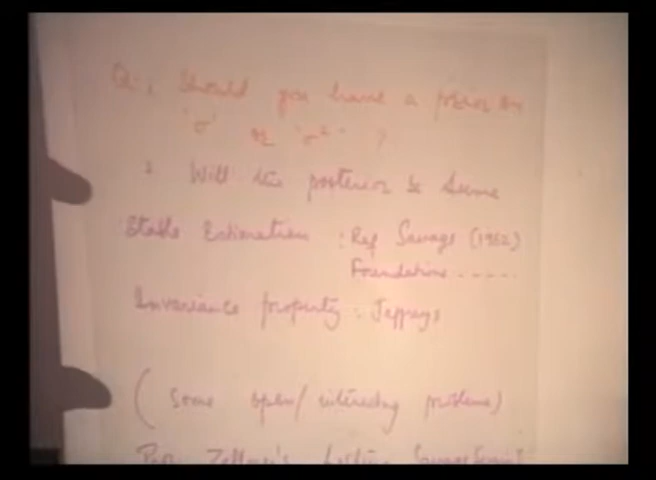 Q: , Should you have a prior on
'σ' or 'σ²' ?
, Will the posterior be same
Stable Estimation : Ref Savage (1962)
Foundations .....
Invariance property : Jeffreys
(Some open/interesting problems)
Zellner's